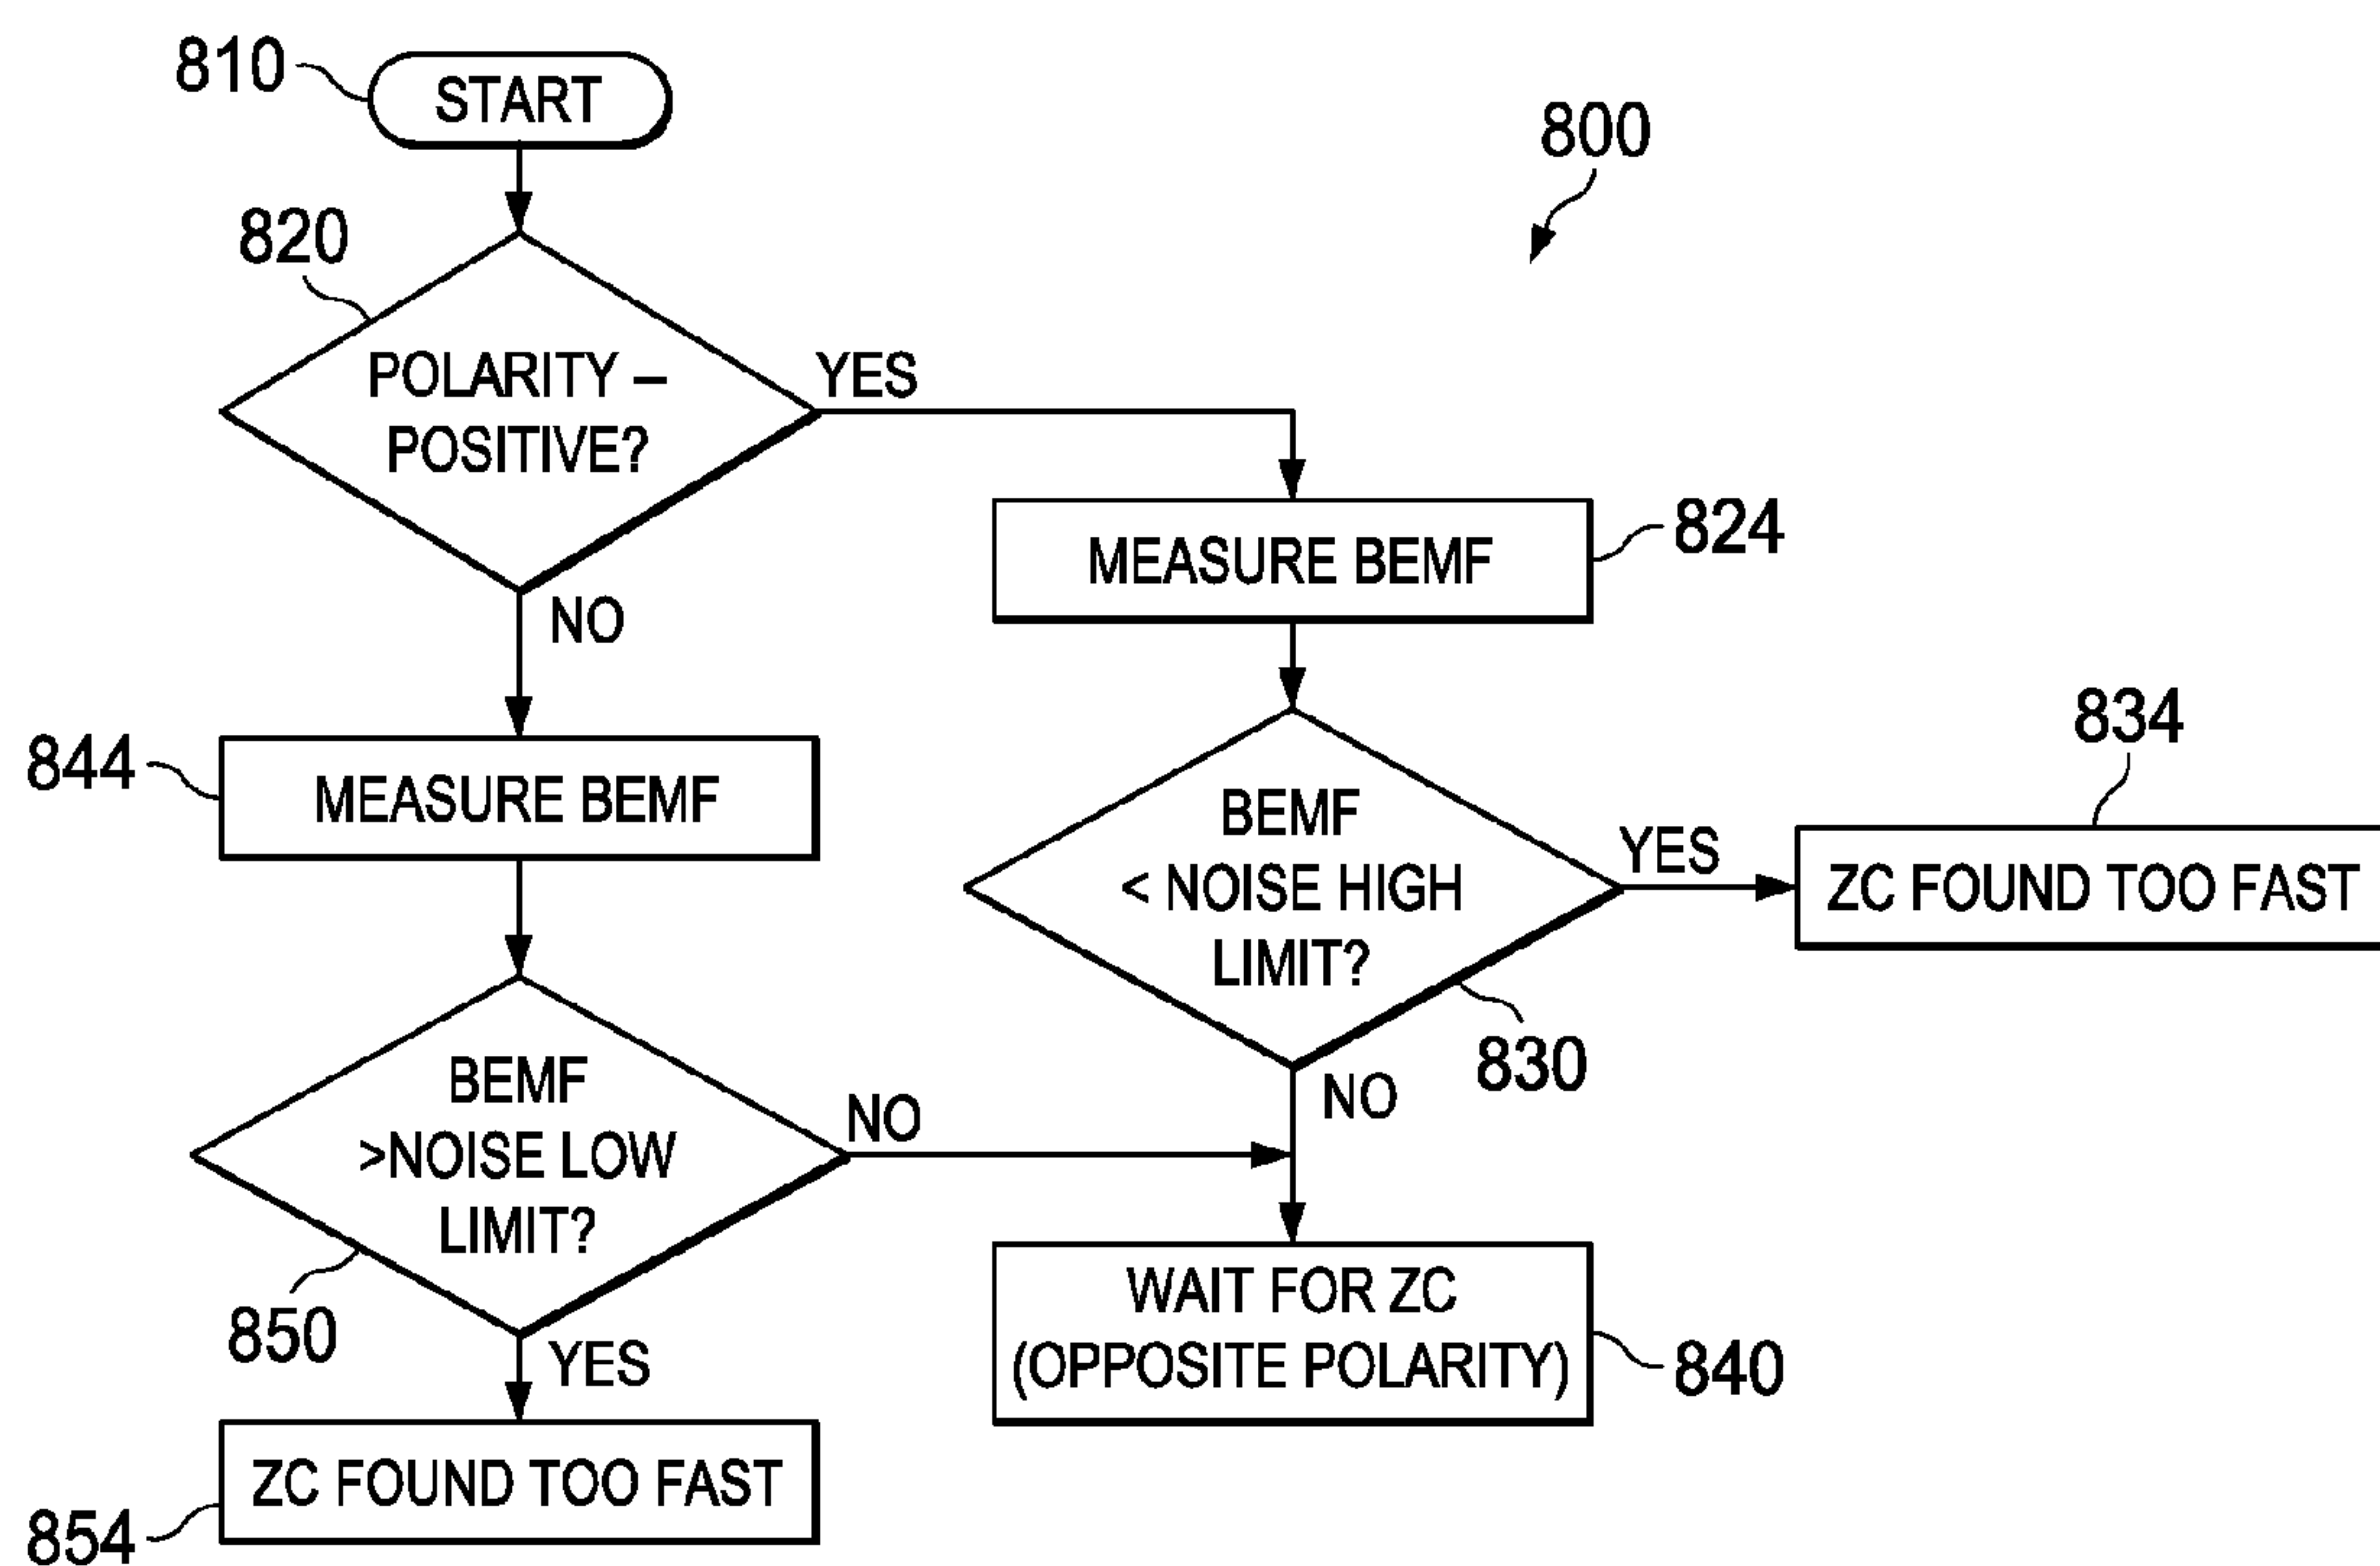 810
START
800
820
POLARITY –
POSITIVE?
YES
NO
824
MEASURE BEMF
844
MEASURE BEMF
834
BEMF
< NOISE HIGH
LIMIT?
YES
ZC FOUND TOO FAST
830
NO
BEMF
>NOISE LOW
LIMIT?
NO
850
YES
WAIT FOR ZC
(OPPOSITE POLARITY)
840
ZC FOUND TOO FAST
854